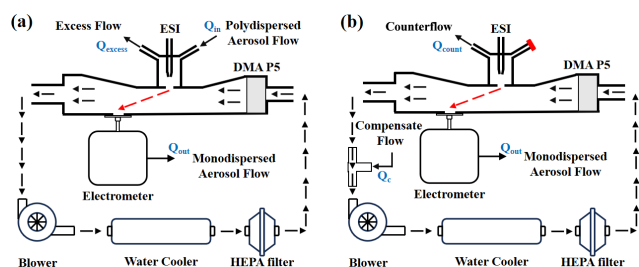 (a)
Excess Flow
Q_excess
ESI
Q_in
Polydispersed
Aerosol Flow
DMA P5
Q_out
Monodispersed
Aerosol Flow
Electrometer
Blower
Water Cooler
HEPA filter
(b)
Counterflow
Q_count
ESI
DMA P5
Compensate
Flow
Q_c
Q_out
Monodispersed
Aerosol Flow
Electrometer
Blower
Water Cooler
HEPA filter